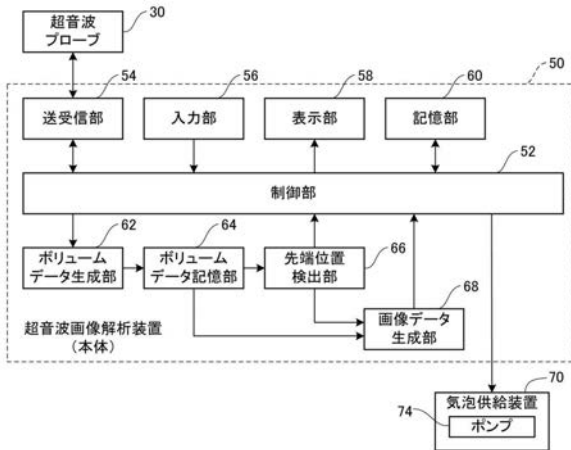 超音波
プローブ
30
50
54
56
58
60
送受信部
入力部
表示部
記憶部
52
制御部
62
64
66
ボリューム
データ生成部
ボリューム
データ記憶部
先端位置
検出部
68
画像データ
生成部
超音波画像解析装置
（本体）
70
気泡供給装置
74
ポンプ